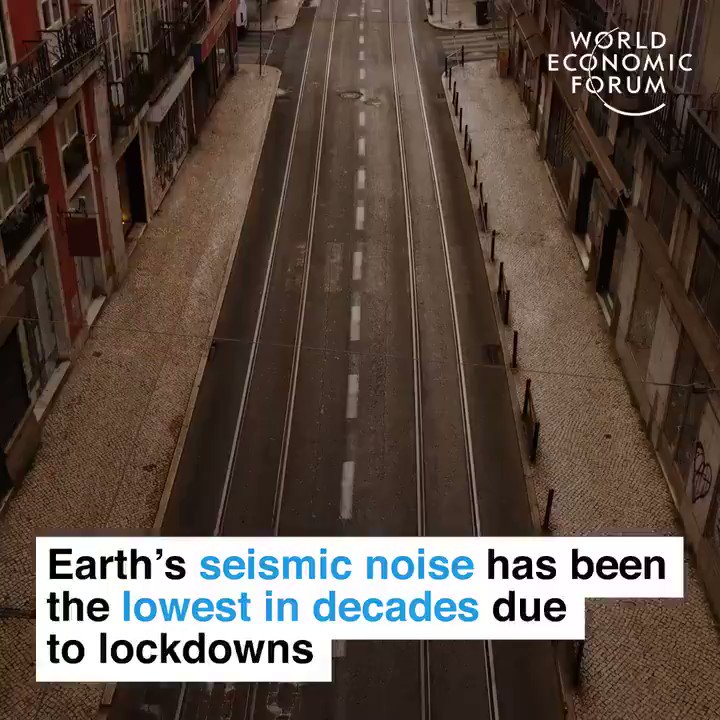 WORLD
ECONOMIC
FORUM
Earth's seismic noise has been
the lowest in decades due
to lockdowns